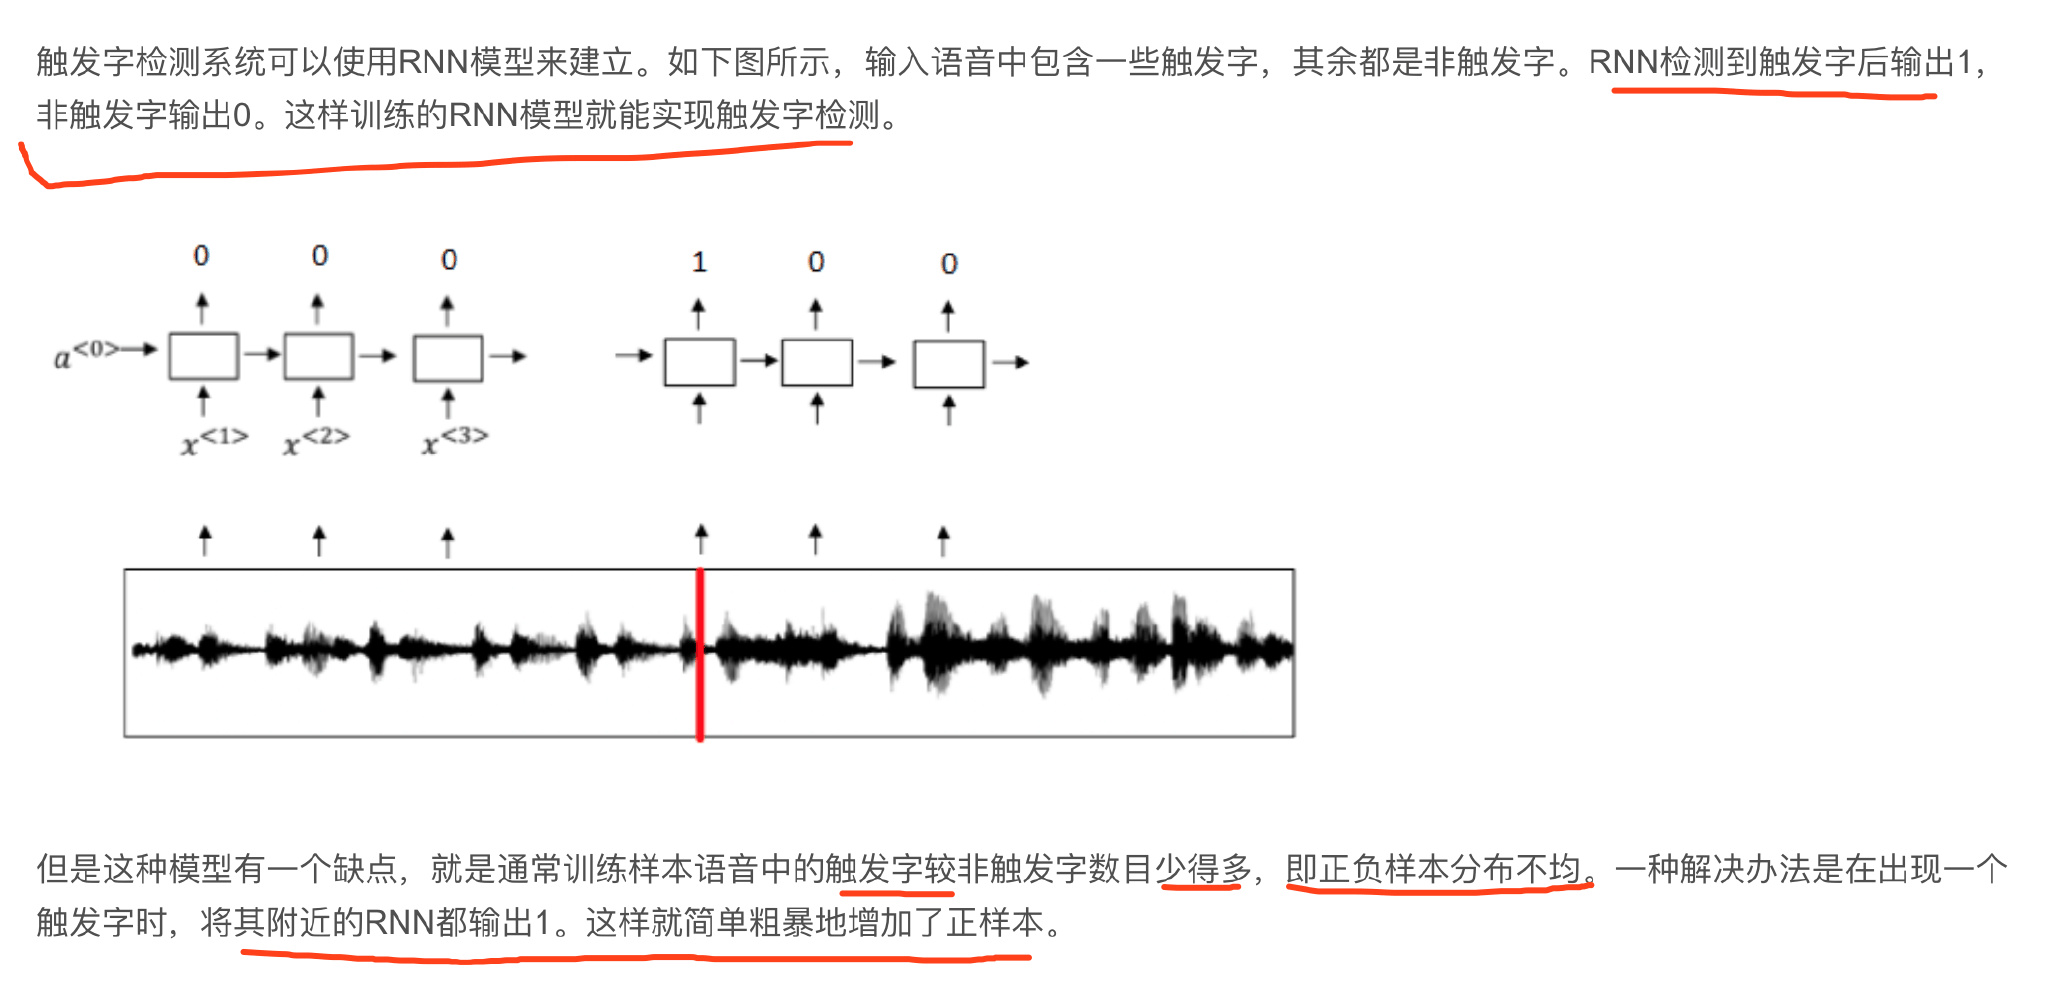 触发字检测系统可以使用RNN模型来建立。如下图所示，输入语音中包含一些触发字，其余都是非触发字。RNN检测到触发字后输出1，
非触发字输出0。这样训练的RNN模型就能实现触发字检测。
0 0 0 1 0 0
a<0>
x<1> x<2> x<3>
但是这种模型有一个缺点，就是通常训练样本语音中的触发字较非触发字数目少得多，即正负样本分布不均。一种解决办法是在出现一个
触发字时，将其附近的RNN都输出1。这样就简单粗暴地增加了正样本。